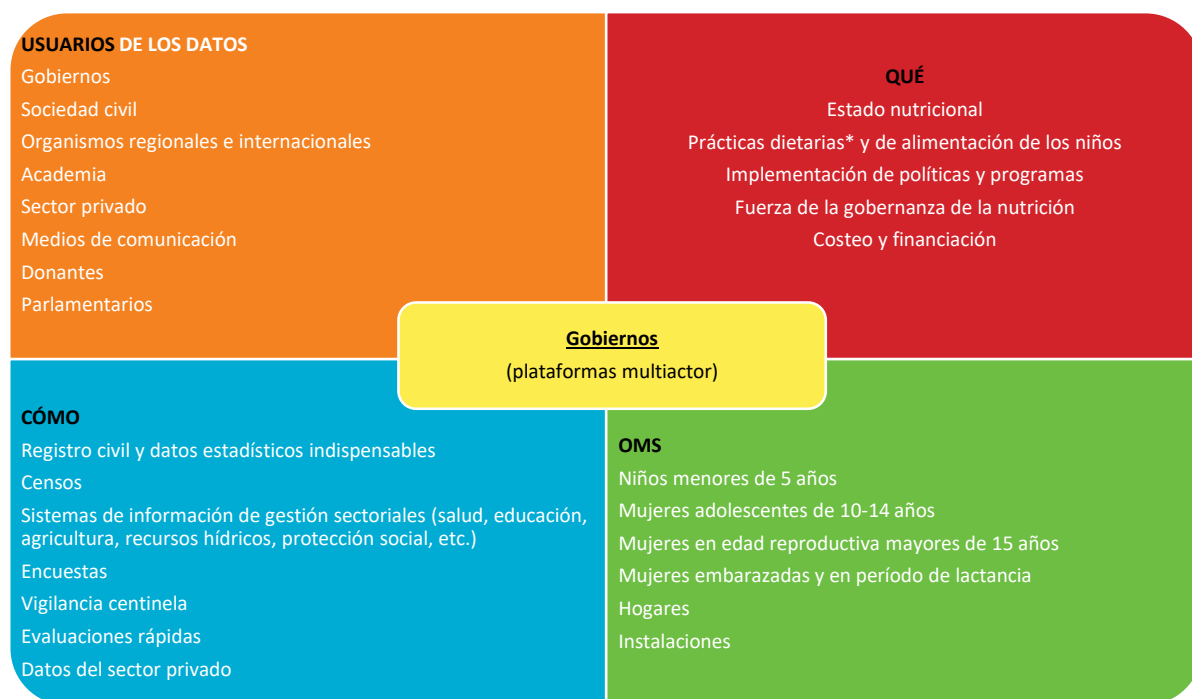 USUARIOS DE LOS DATOS
Gobiernos
Sociedad civil
Organismos regionales e internacionales
Academia
Sector privado
Medios de comunicación
Donantes
Parlamentarios
QUÉ
Estado nutricional
Prácticas dietarias* y de alimentación de los niños
Implementación de políticas y programas
Fuerza de la gobernanza de la nutrición
Costeo y financiación
Gobiernos
(plataformas multiactor)
CÓMO
Registro civil y datos estadísticos indispensables
Censos
Sistemas de información de gestión sectoriales (salud, educación,
agricultura, recursos hídricos, protección social, etc.)
Encuestas
Vigilancia centinela
Evaluaciones rápidas
Datos del sector privado
OMS
Niños menores de 5 años
Mujeres adolescentes de 10-14 años
Mujeres en edad reproductiva mayores de 15 años
Mujeres embarazadas y en período de lactancia
Hogares
Instalaciones